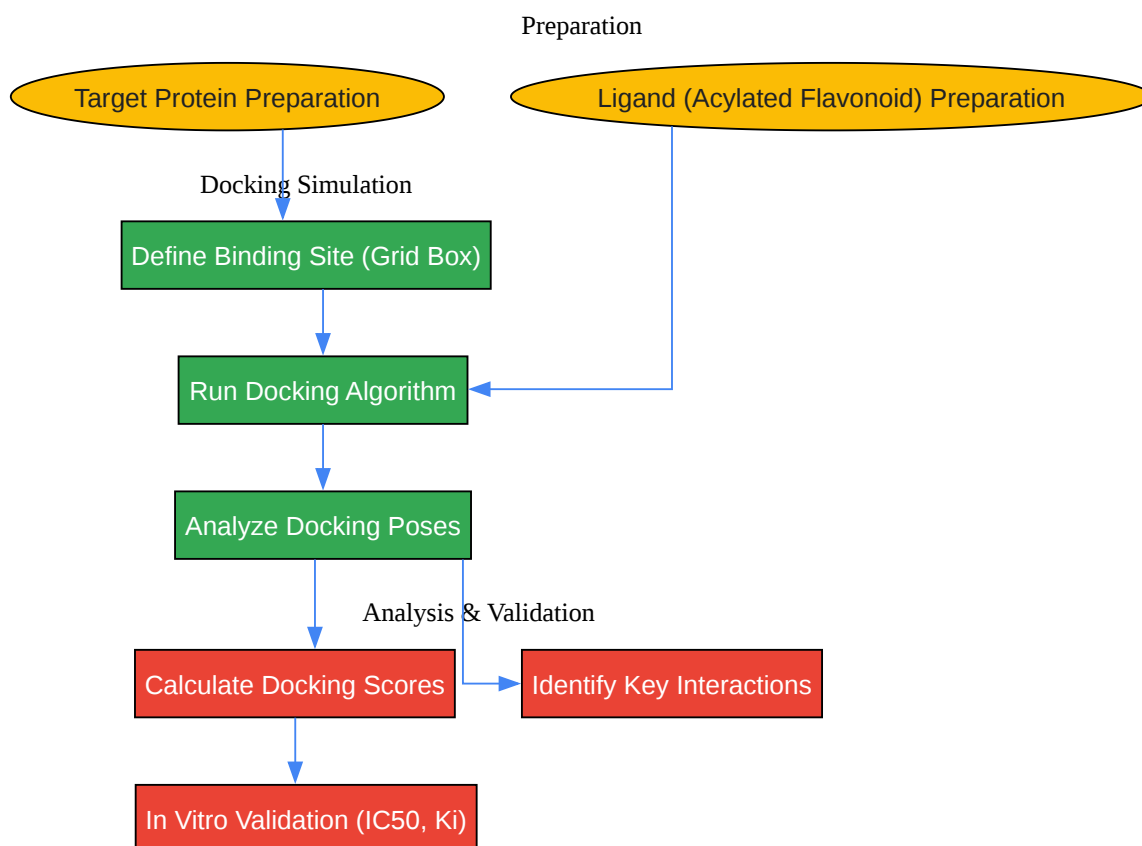 Preparation
Target Protein Preparation
Ligand (Acylated Flavonoid) Preparation
Docking Simulation
Define Binding Site (Grid Box)
Run Docking Algorithm
Analyze Docking Poses
Analysis & Validation
Calculate Docking Scores
Identify Key Interactions
In Vitro Validation (IC50, Ki)